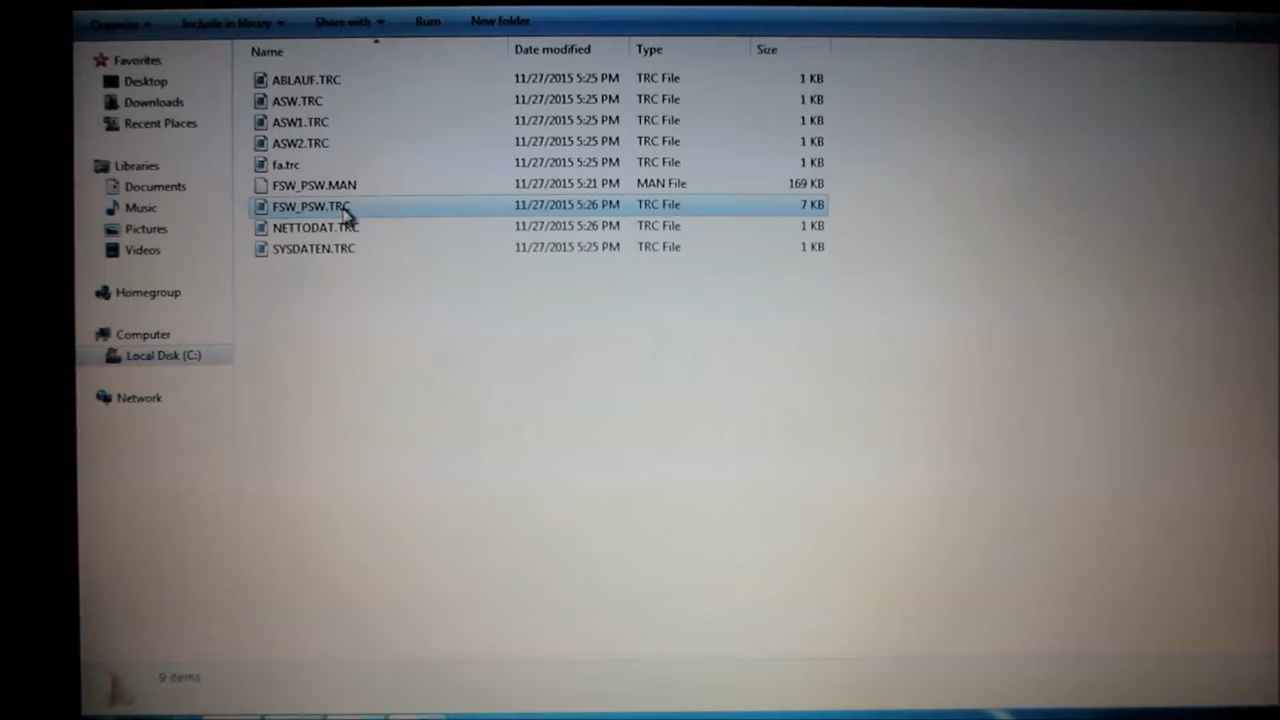 Organize Include in library Share with Burn New folder
Favorites
Desktop
Downloads
Recent Places
Libraries
Documents
Music
Pictures
Videos
Homegroup
Computer
Local Disk (C:)
Network
Name Date modified Type Size
ABLAUF.TRC 11/27/2015 5:25 PM TRC File 1 KB
ASW.TRC 11/27/2015 5:25 PM TRC File 1 KB
ASW1.TRC 11/27/2015 5:25 PM TRC File 1 KB
ASW2.TRC 11/27/2015 5:25 PM TRC File 1 KB
fa.trc 11/27/2015 5:25 PM TRC File 1 KB
FSW_PSW.MAN 11/27/2015 5:21 PM MAN File 169 KB
FSW_PSW.TRC 11/27/2015 5:26 PM TRC File 7 KB
NETTODAT.TRC 11/27/2015 5:26 PM TRC File 1 KB
SYSDATEN.TRC 11/27/2015 5:25 PM TRC File 1 KB
9 items